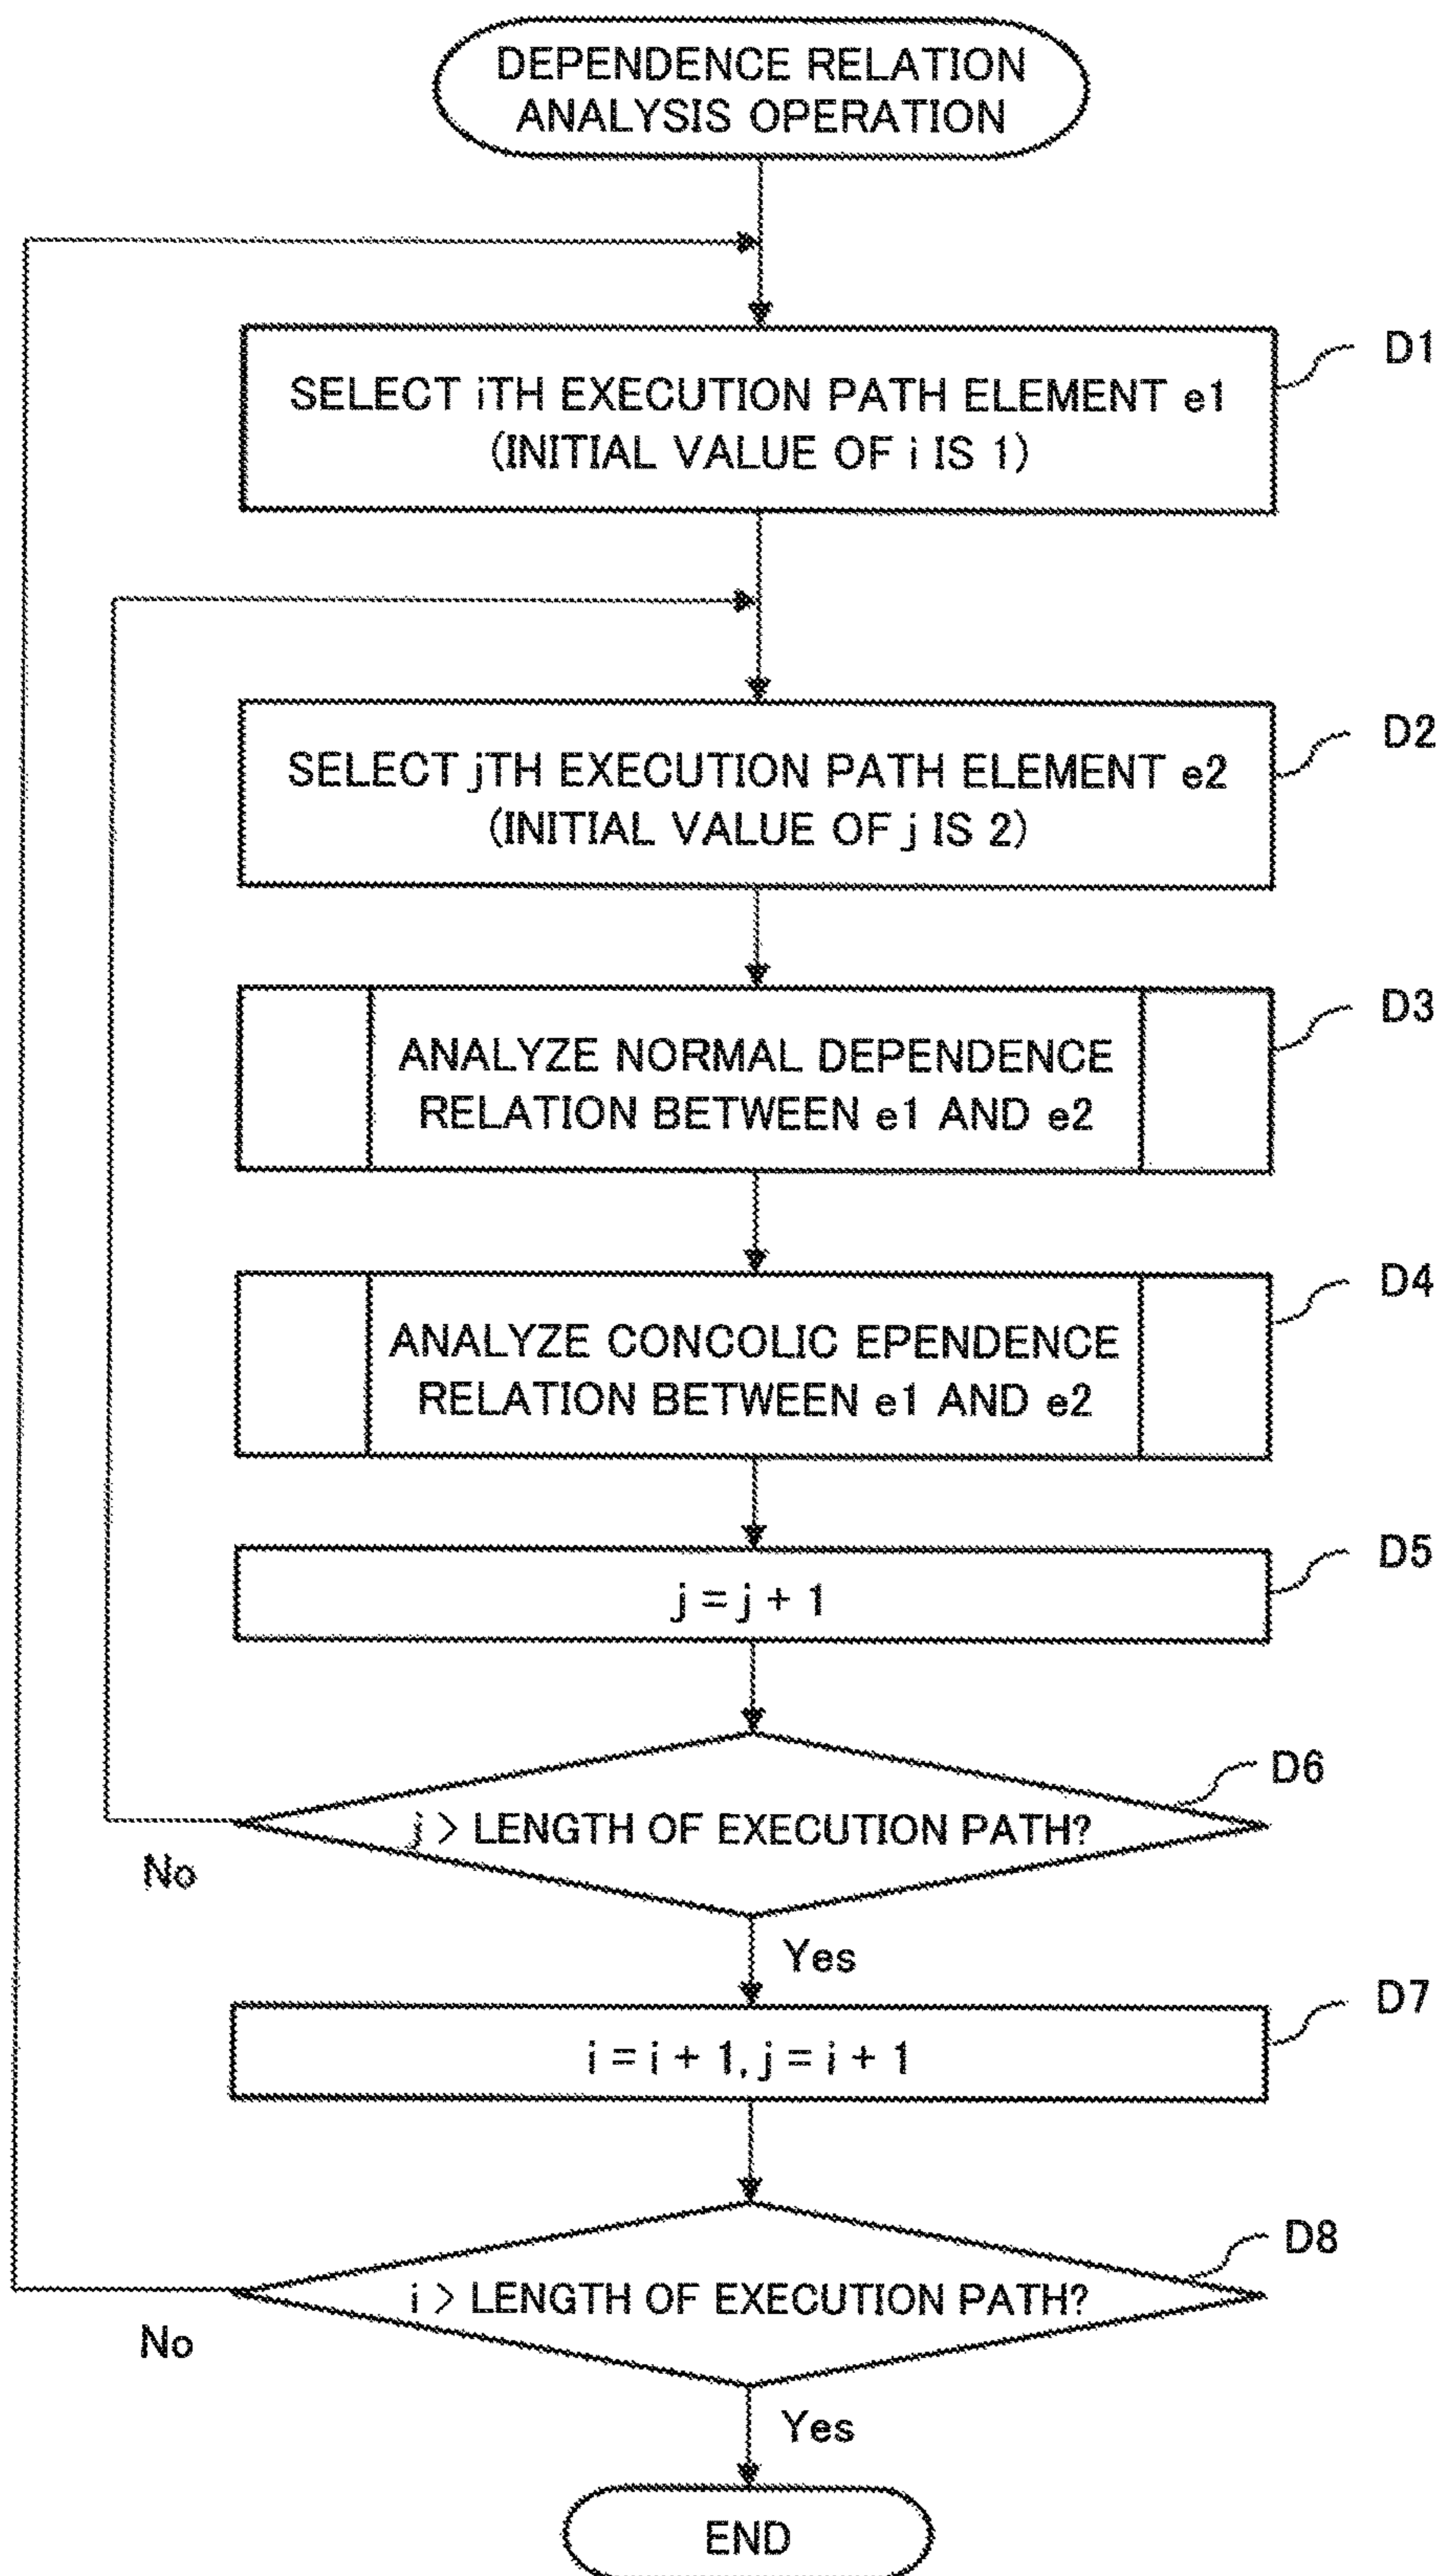 DEPENDENCE RELATION
ANALYSIS OPERATION
D1
SELECT iTH EXECUTION PATH ELEMENT e1
(INITIAL VALUE OF i IS 1)
D2
SELECT jTH EXECUTION PATH ELEMENT e2
(INITIAL VALUE OF j IS 2)
D3
ANALYZE NORMAL DEPENDENCE
RELATION BETWEEN e1 AND e2
D4
ANALYZE CONCOLIC EPENDENCE
RELATION BETWEEN e1 AND e2
D5
j = j + 1
D6
j > LENGTH OF EXECUTION PATH?
No
Yes
D7
i = i + 1, j = i + 1
D8
i > LENGTH OF EXECUTION PATH?
No
Yes
END